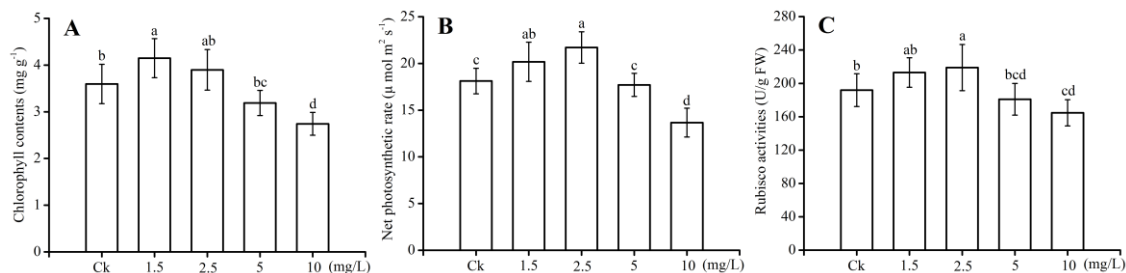 A
Chlorophyll contents (mg g-1)
5
4
3
2
1
0
b
a
ab
bc
d
Ck 1.5 2.5 5 10 (mg/L)
B
Net photosynthetic rate (μ mol m2 s-1)
25
20
15
10
5
0
c
ab
a
c
d
Ck 1.5 2.5 5 10 (mg/L)
C
Rubisco activities (U/g FW)
280
240
200
160
120
80
40
0
b
ab
a
bcd
cd
Ck 1.5 2.5 5 10 (mg/L)